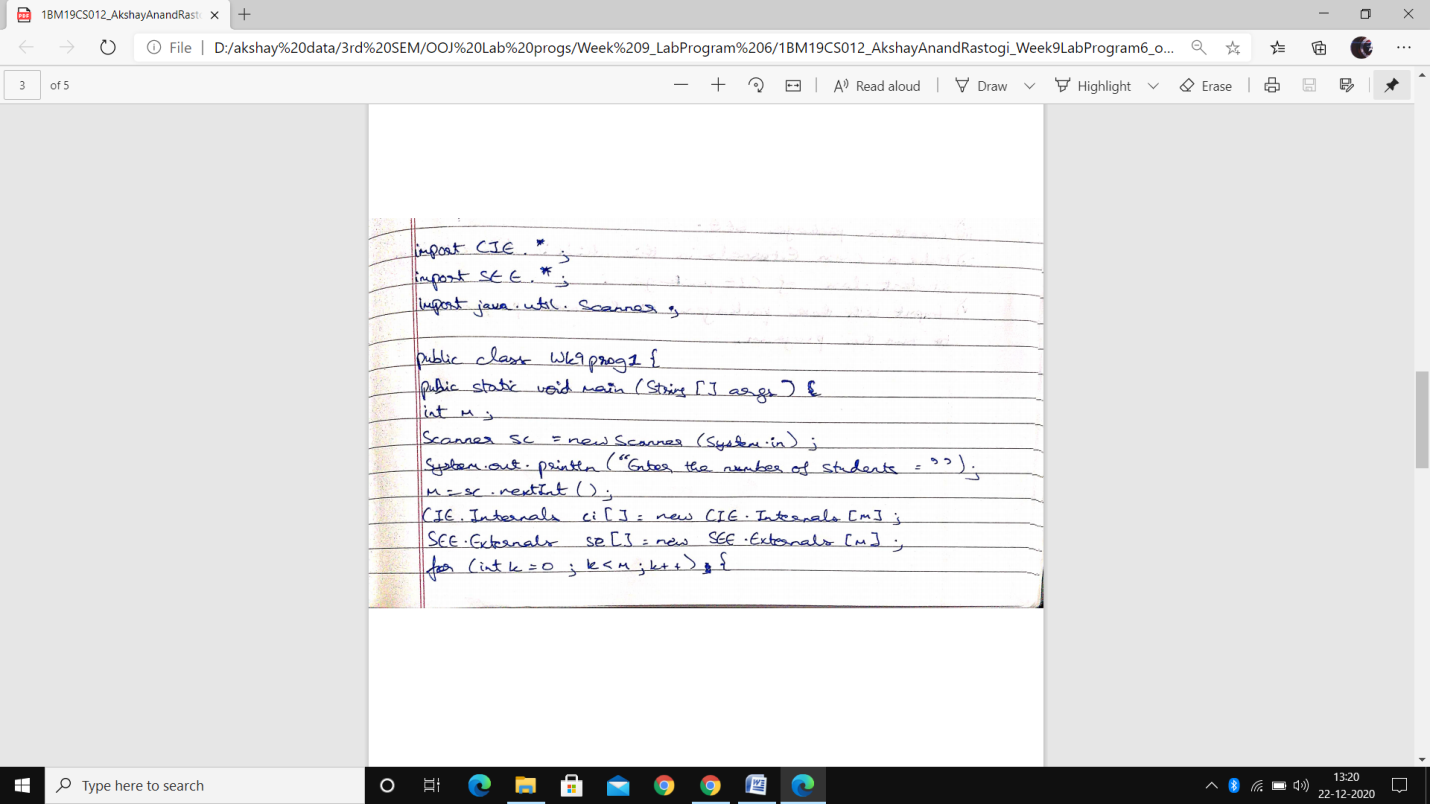 1BM19CS012_AkshayAnandRast
File | D:/akshay%20data/3rd%20SEM/OOJ%20Lab%20progs/Week%209_LabProgram%206/1BM19CS012_AkshayAnandRastogi_Week9LabProgram6_o...
3 of 5
Read aloud
Draw
Highlight
Erase
import CIE.*;
import SEE.*;
import java.util.Scanner;
public class Wk9prog1 {
public static void main (String [] args) {
int n;
Scanner sc = new Scanner (System.in);
System.out.println ("Enter the number of students = ");
n = sc.nextInt ();
CIE.Internals ci [] = new CIE.Internals [n];
SEE.Externals se [] = new SEE.Externals [n];
for (int k = 0 ; k < n ; k++) {
Type here to search
13:20
22-12-2020